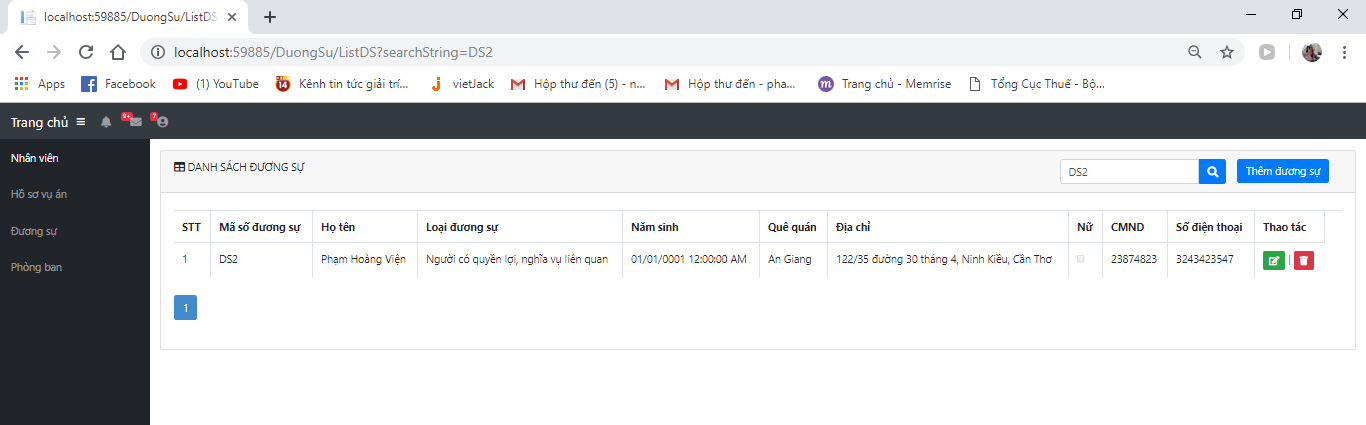 localhost:59885/DuongSu/ListDS
localhost:59885/DuongSu/ListDS?searchString=DS2
Apps Facebook (1) YouTube 14 Kênh tin tức giải trí... vietJack Hộp thư đến (5) - n... Hộp thư đến - pha... m Trang chủ - Memrise Tổng Cục Thuế - Bộ...
Trang chủ 9+ 7
Nhân viên
Hồ sơ vụ án
Đương sự
Phòng ban
DANH SÁCH ĐƯƠNG SỰ DS2 Thêm đương sự
STT Mã số đương sự Họ tên Loại đương sự Năm sinh Quê quán Địa chỉ Nữ CMND Số điện thoại Thao tác
1 DS2 Phạm Hoàng Viện Người có quyền lợi, nghĩa vụ liên quan 01/01/0001 12:00:00 AM An Giang 122/35 đường 30 tháng 4, Ninh Kiều, Cần Thơ 23874823 3243423547 |
1